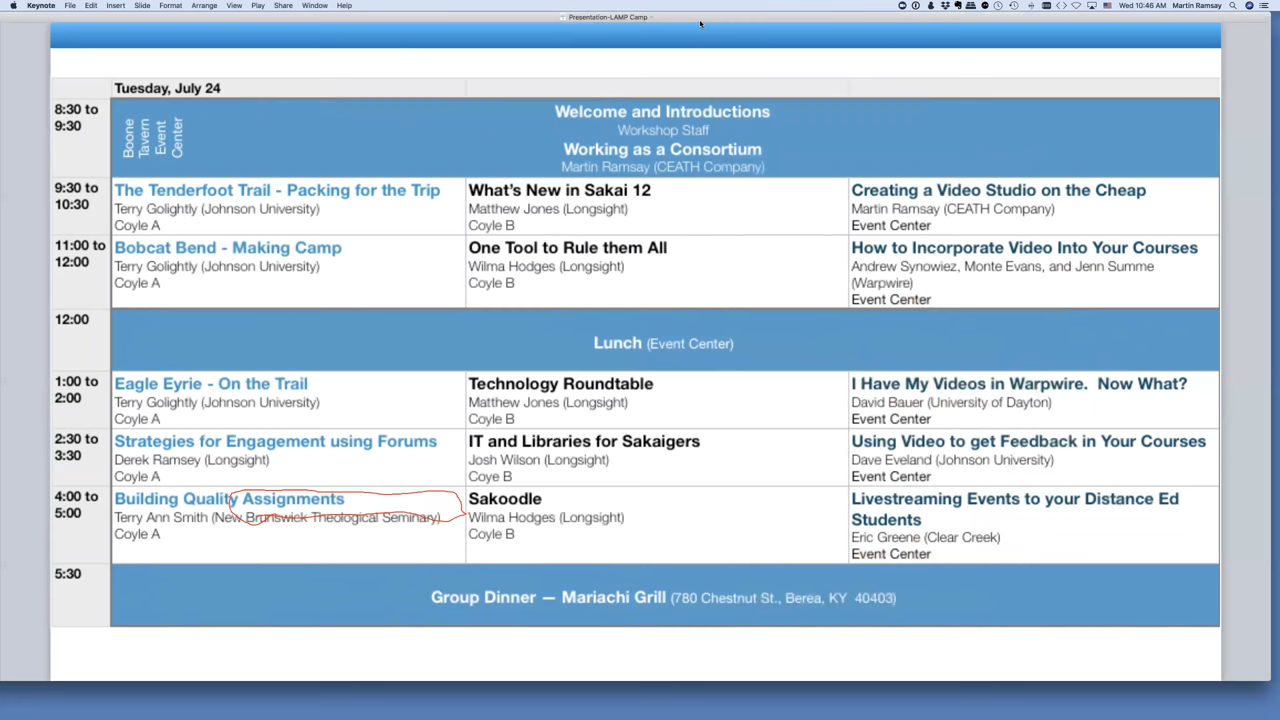 Keynote File Edit Insert Slide Format Arrange View Play Share Window Help
Wed 10:46 AM Martin Ramsay
Presentation-LAMP Camp
Tuesday, July 24
8:30 to
9:30
Boone
Tavern
Event
Center
Welcome and Introductions
Workshop Staff
Working as a Consortium
Martin Ramsay (CEATH Company)
9:30 to
10:30
The Tenderfoot Trail - Packing for the Trip
Terry Golightly (Johnson University)
Coyle A
What's New in Sakai 12
Matthew Jones (Longsight)
Coyle B
Creating a Video Studio on the Cheap
Martin Ramsay (CEATH Company)
Event Center
11:00 to
12:00
Bobcat Bend - Making Camp
Terry Golightly (Johnson University)
Coyle A
One Tool to Rule them All
Wilma Hodges (Longsight)
Coyle B
How to Incorporate Video Into Your Courses
Andrew Synowiez, Monte Evans, and Jenn Summe
(Warpwire)
Event Center
12:00
Lunch (Event Center)
1:00 to
2:00
Eagle Eyrie - On the Trail
Terry Golightly (Johnson University)
Coyle A
Technology Roundtable
Matthew Jones (Longsight)
Coyle B
I Have My Videos in Warpwire. Now What?
David Bauer (University of Dayton)
Event Center
2:30 to
3:30
Strategies for Engagement using Forums
Derek Ramsey (Longsight)
Coyle A
IT and Libraries for Sakaigers
Josh Wilson (Longsight)
Coye B
Using Video to get Feedback in Your Courses
Dave Eveland (Johnson University)
Event Center
4:00 to
5:00
Building Quality Assignments
Terry Ann Smith (New Brunswick Theological Seminary)
Coyle A
Sakoodle
Wilma Hodges (Longsight)
Coyle B
Livestreaming Events to your Distance Ed
Students
Eric Greene (Clear Creek)
Event Center
5:30
Group Dinner — Mariachi Grill (780 Chestnut St., Berea, KY 40403)